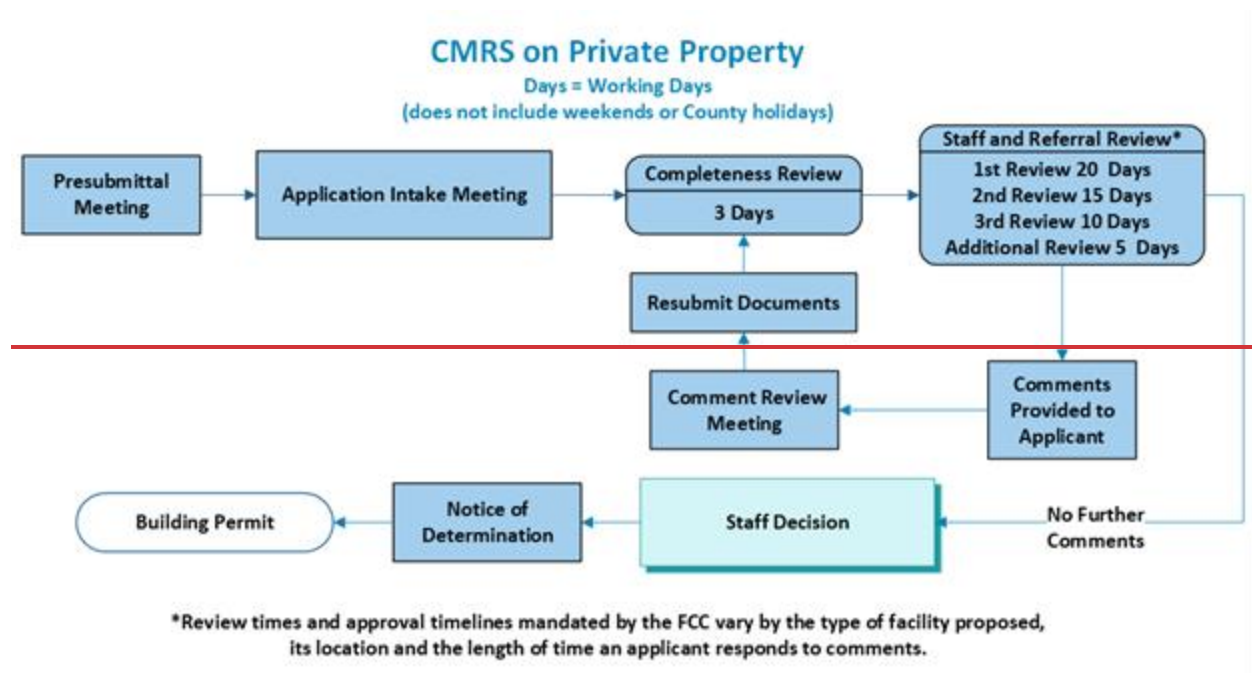 CMRS on Private Property
Days = Working Days
(does not include weekends or County holidays)
Presubmittal
Meeting
Application Intake Meeting
Completeness Review
3 Days
Staff and Referral Review*
1st Review 20 Days
2nd Review 15 Days
3rd Review 10 Days
Additional Review 5 Days
Resubmit Documents
Comment Review
Meeting
Comments
Provided to
Applicant
Building Permit
Notice of
Determination
Staff Decision
No Further
Comments
*Review times and approval timelines mandated by the FCC vary by the type of facility proposed,
its location and the length of time an applicant responds to comments.